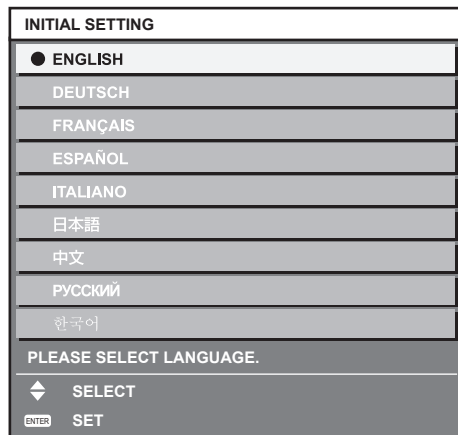 INITIAL SETTING
ENGLISH
DEUTSCH
FRANÇAIS
ESPAÑOL
ITALIANO
日本語
中文
РУССКИЙ
한국어
PLEASE SELECT LANGUAGE.
SELECT
ENTER SET